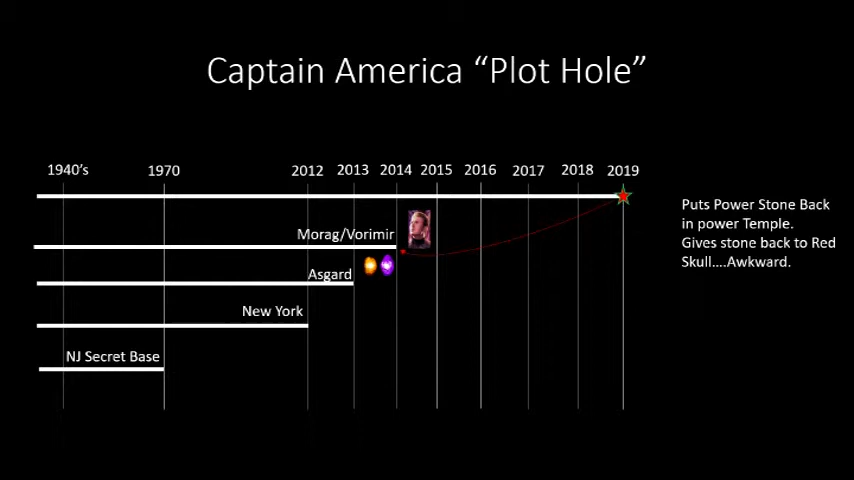 Captain America “Plot Hole”
1940’s 1970 2012 2013 2014 2015 2016 2017 2018 2019
Puts Power Stone Back
in power Temple.
Gives stone back to Red
Skull....Awkward.
Morag/Vorimir
Asgard
New York
NJ Secret Base